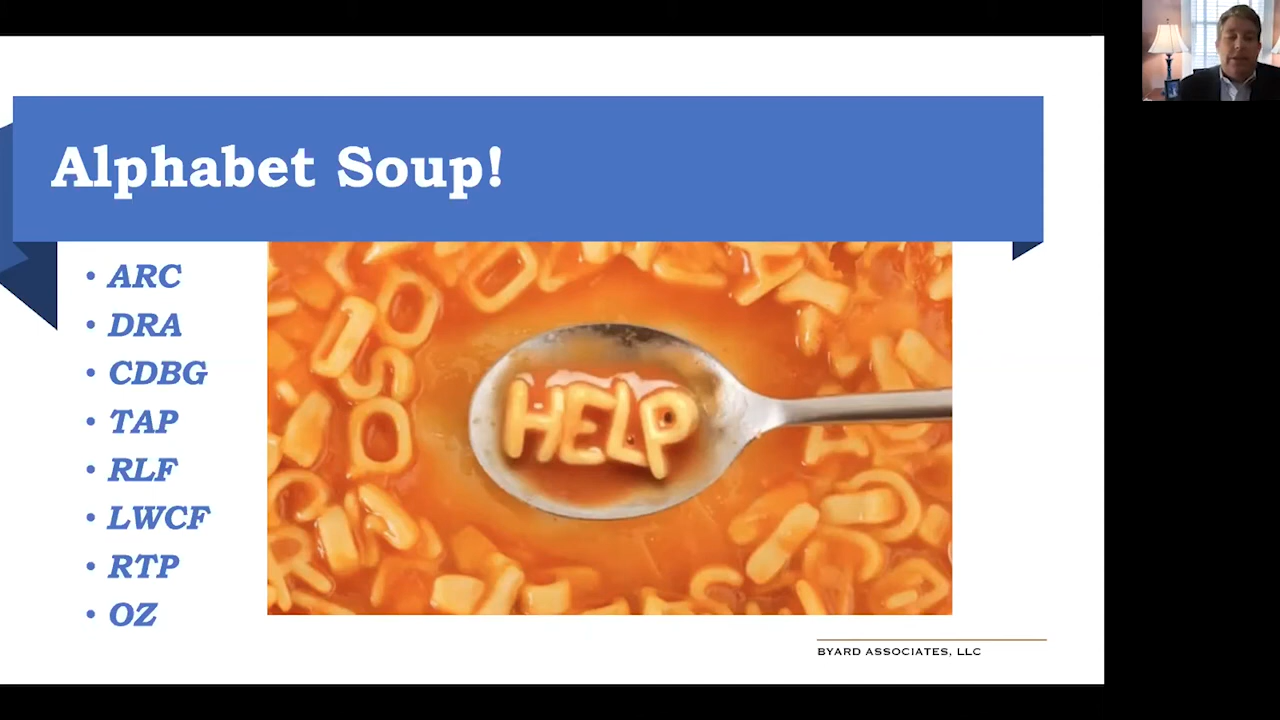 Alphabet Soup!
• ARC
• DRA
• CDBG
• TAP
• RLF
• LWCF
• RTP
• OZ
HELP
BYARD ASSOCIATES, LLC